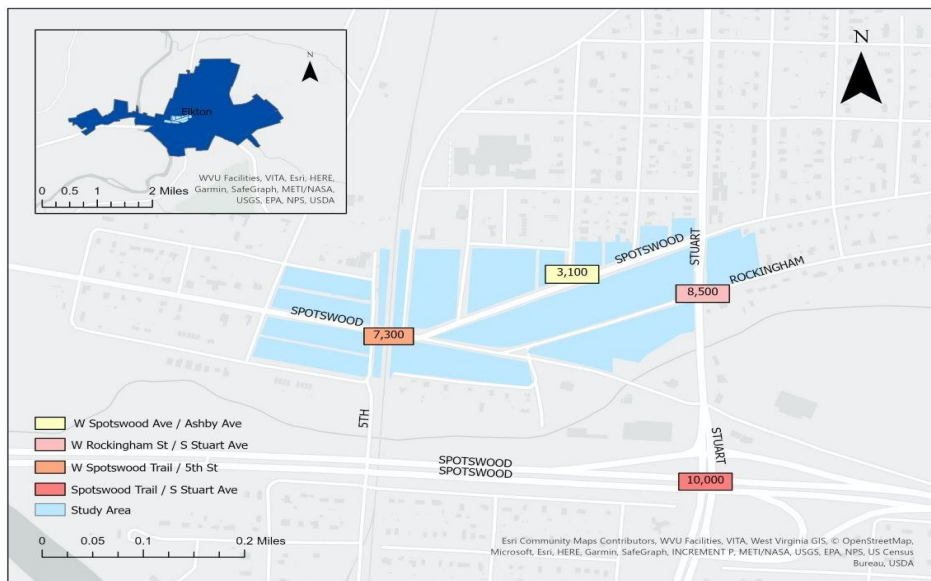 N
Elkton
WVU Facilities, VITA, Esri, HERE,
Garmin, SafeGraph, METI/NASA,
USGS, EPA, NPS, USDA
0 0.5 1 2 Miles
N
SPOTSWOOD
STUART
ROCKINGHAM
3,100
8,500
SPOTSWOOD
7,300
5TH
STUART
SPOTSWOOD
SPOTSWOOD
10,000
W Spotswood Ave / Ashby Ave
W Rockingham St / S Stuart Ave
W Spotswood Trail / 5th St
Spotswood Trail / S Stuart Ave
Study Area
0 0.05 0.1 0.2 Miles
Esri Community Maps Contributors, WVU Facilities, VITA, West Virginia GIS, © OpenStreetMap,
Microsoft, Esri, HERE, Garmin, SafeGraph, INCREMENT P, METI/NASA, USGS, EPA, NPS, US Census
Bureau, USDA